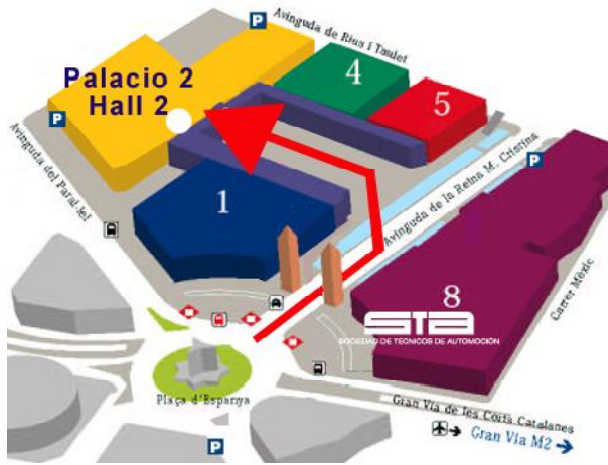 P
Avinguda de Rius i Taulet
Palacio 2
Hall 2
4
5
P
Avinguda del Paral·lel
1
Avinguda de la Reina M. Cristina
P
8
STA
SOCIEDAD DE TÉCNICOS DE AUTOMOCIÓN
Carrer Mèxic
Plaça d'Espanya
Gran Vía de les Corts Catalanes
P
Gran Vía M2